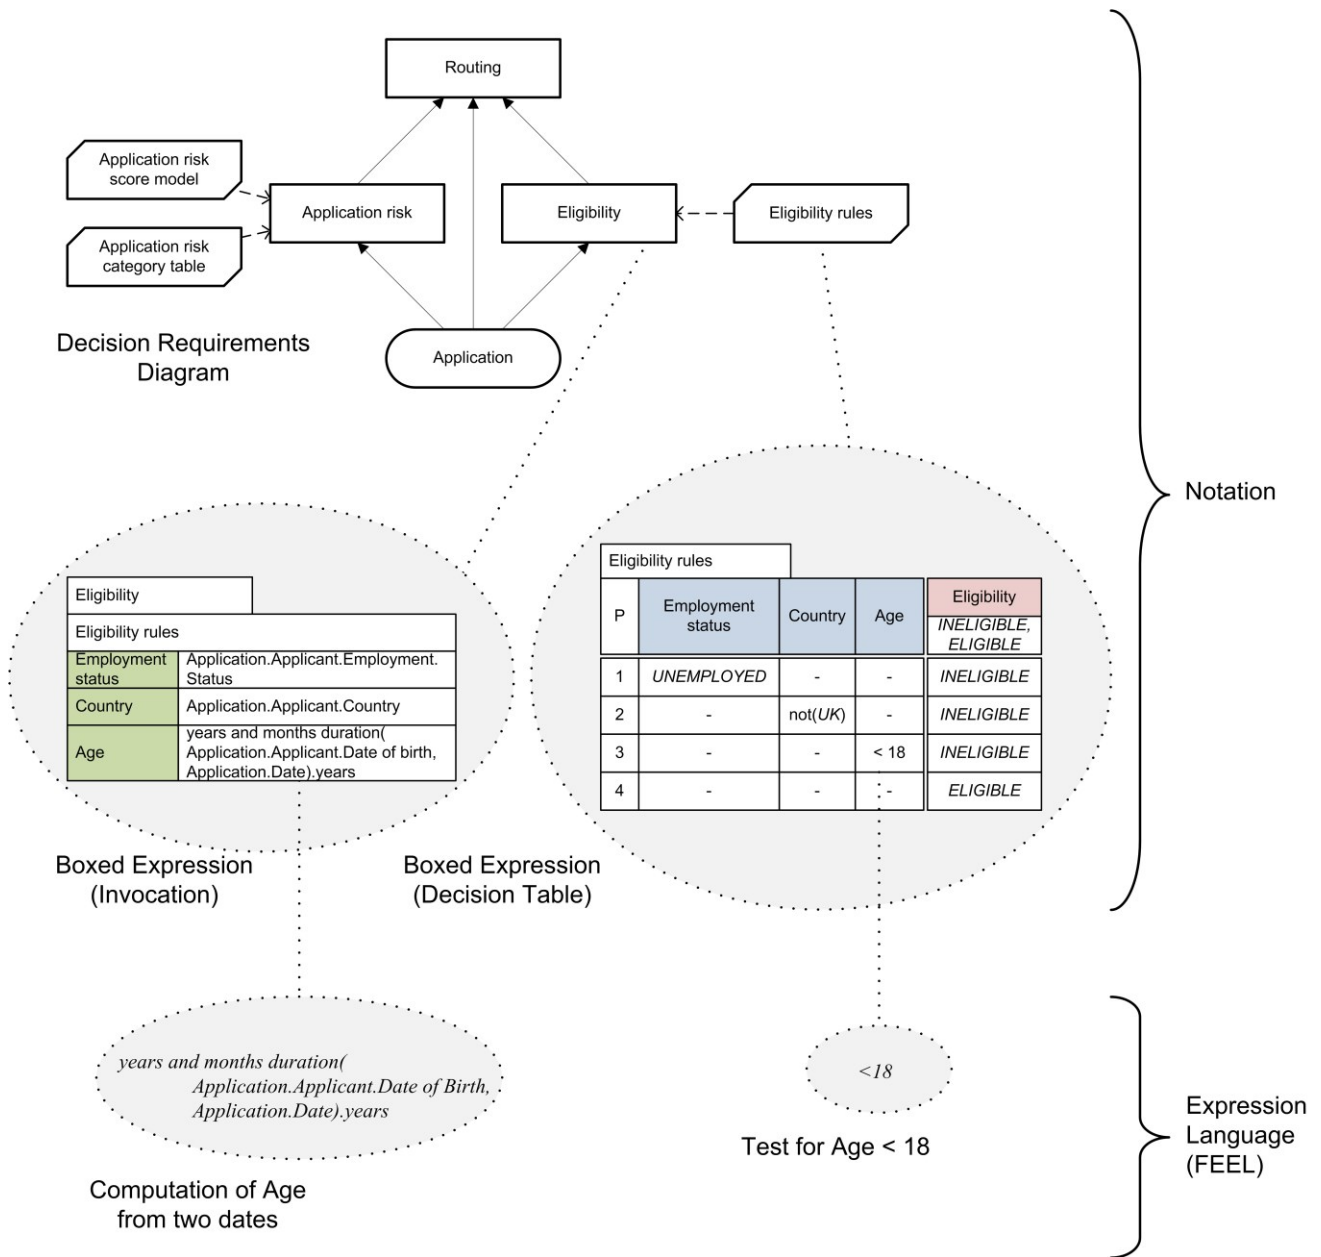 Routing
Application risk
score model
Application risk
Eligibility
Eligibility rules
Application risk
category table
Decision Requirements
Diagram
Application
Notation
Eligibility
Eligibility rules
Employment
status
Application.Applicant.Employment.
Status
Country
Application.Applicant.Country
Age
years and months duration(
Application.Applicant.Date of birth,
Application.Date).years
Boxed Expression
(Invocation)
Eligibility rules
P
Employment
status
Country
Age
Eligibility
INELIGIBLE,
ELIGIBLE
1 UNEMPLOYED - - INELIGIBLE
2 - not(UK) - INELIGIBLE
3 - - < 18 INELIGIBLE
4 - - - ELIGIBLE
Boxed Expression
(Decision Table)
years and months duration(
Application.Applicant.Date of Birth,
Application.Date).years
Computation of Age
from two dates
<18
Test for Age < 18
Expression
Language
(FEEL)